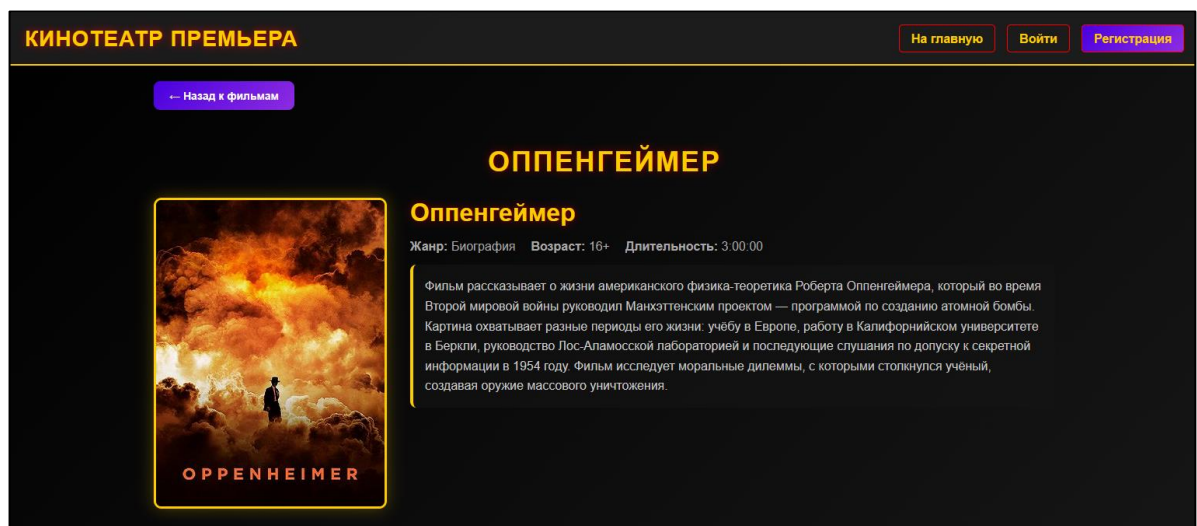 КИНОТЕАТР ПРЕМЬЕРА
На главную
Войти
Регистрация
← Назад к фильмам
ОППЕНГЕЙМЕР
Оппенгеймер
Жанр: Биография Возраст: 16+ Длительность: 3:00:00
Фильм рассказывает о жизни американского физика-теоретика Роберта Оппенгеймера, который во время
Второй мировой войны руководил Манхэттенским проектом — программой по созданию атомной бомбы.
Картина охватывает разные периоды его жизни: учёбу в Европе, работу в Калифорнийском университете
в Беркли, руководство Лос-Аламосской лабораторией и последующие слушания по допуску к секретной
информации в 1954 году. Фильм исследует моральные дилеммы, с которыми столкнулся учёный,
создавая оружие массового уничтожения.
OPPENHEIMER